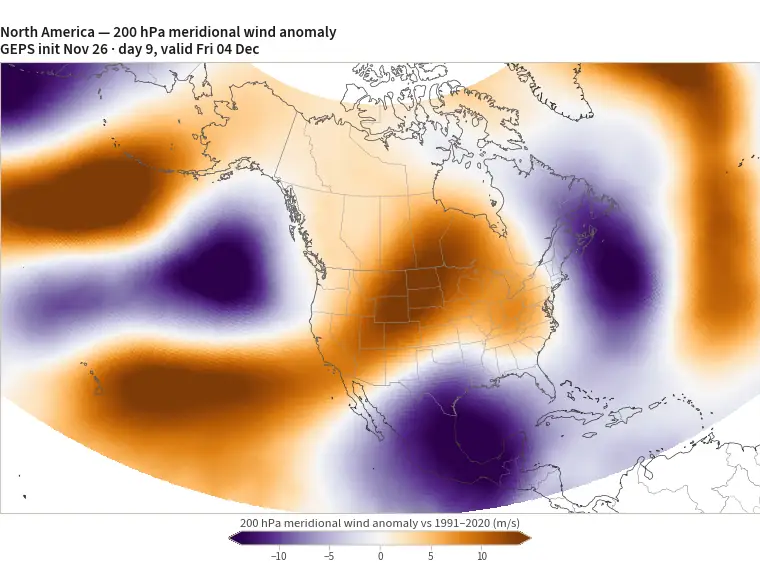 North America — 200 hPa meridional wind anomaly
GEPS init Nov 26 · day 9, valid Fri 04 Dec
200 hPa meridional wind anomaly vs 1991–2020 (m/s)
−10 −5 0 5 10